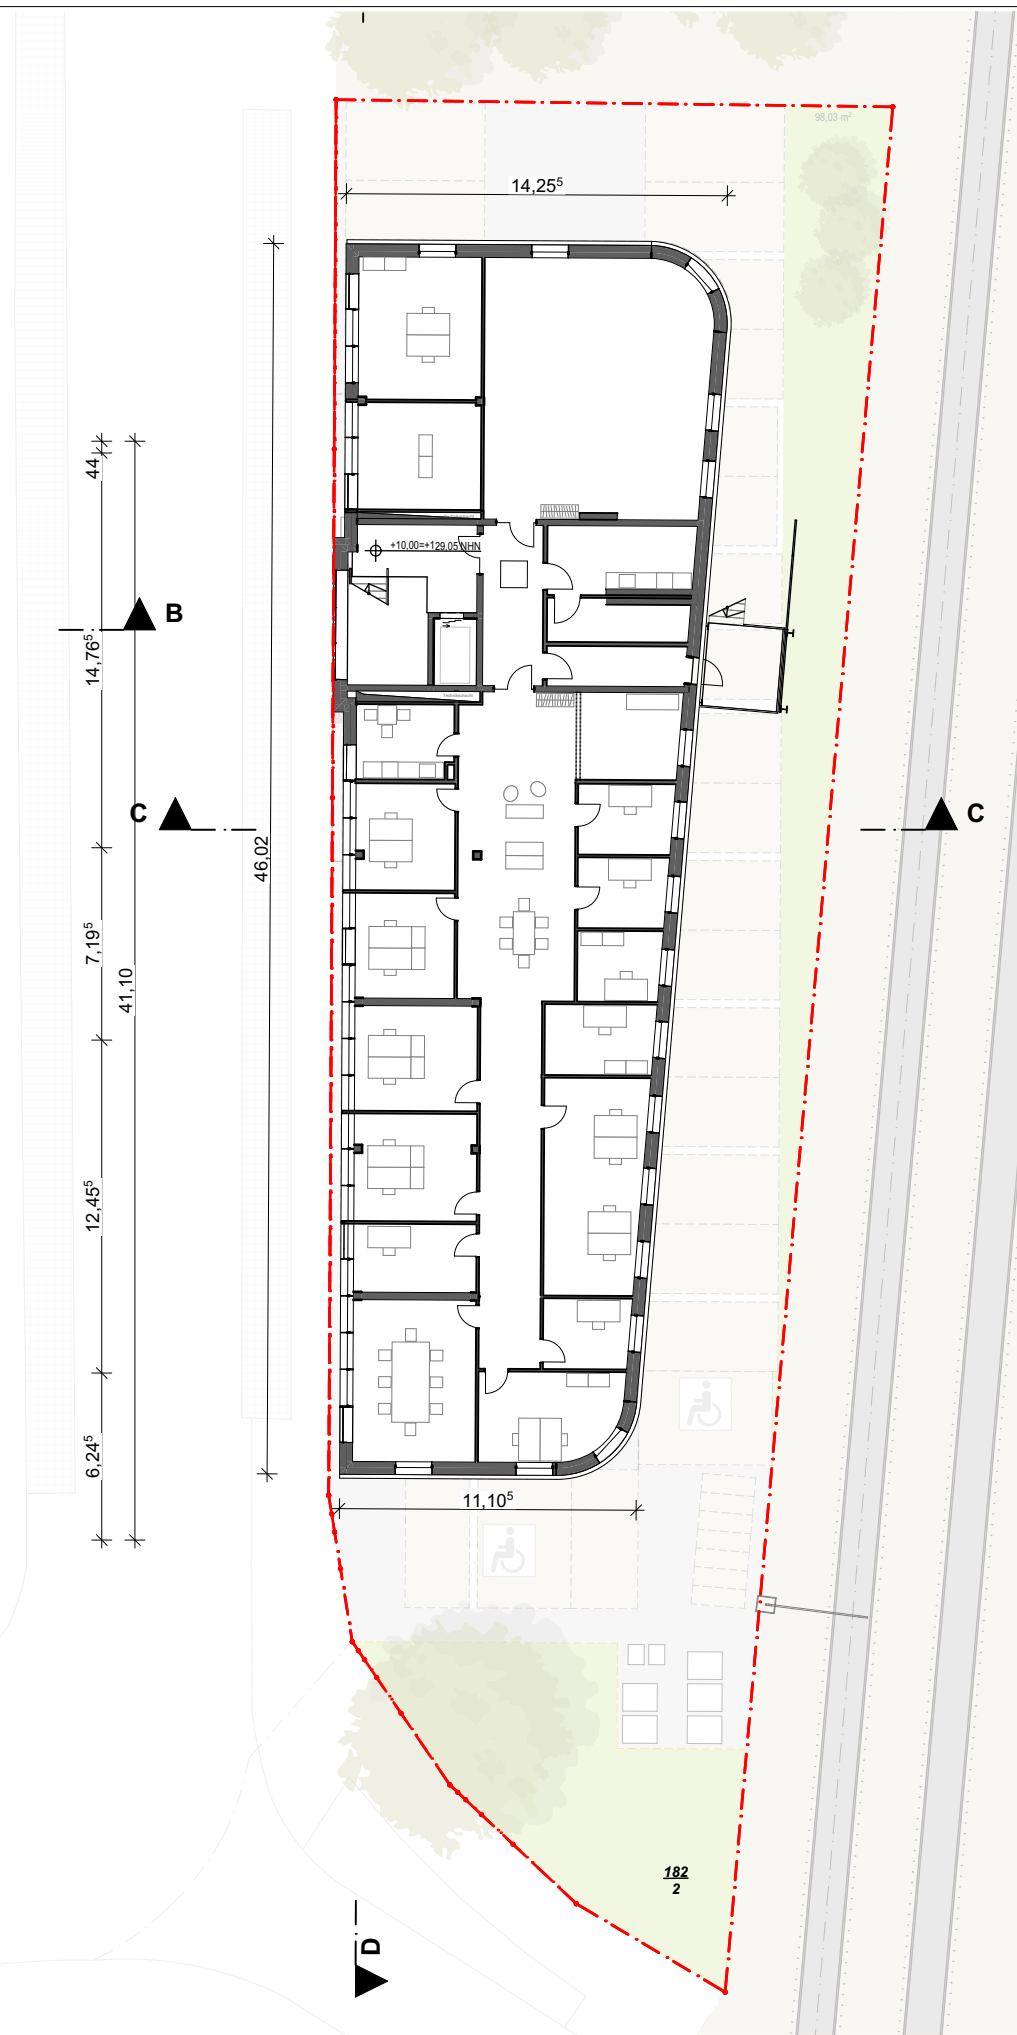 98,03 m²
14,25⁵
44
+10,00=+129,05 NHN
B
14,76⁵
Technikschacht
C
C
46,02
7,19⁵
41,10
12,45⁵
6,24⁵
11,10⁵
182
2
D